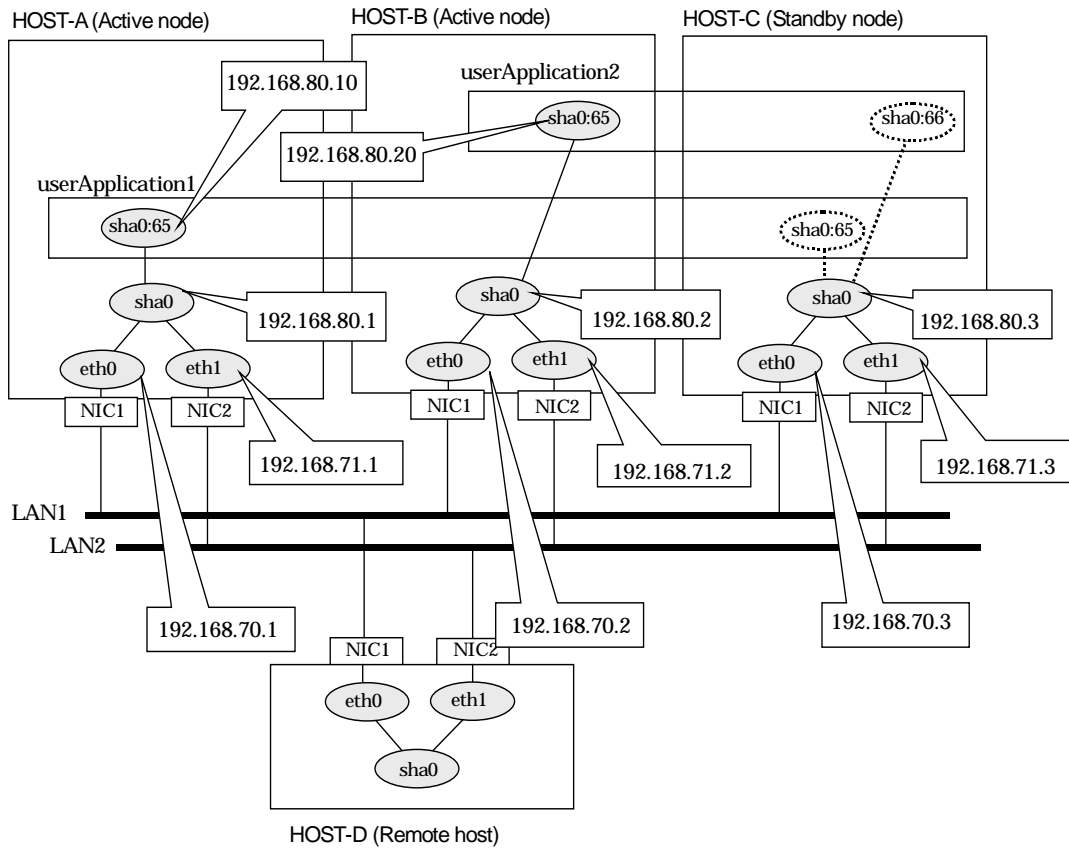 HOST-A (Active node)
HOST-B (Active node)
HOST-C (Standby node)
userApplication2
192.168.80.10
sha0:65
sha0:66
192.168.80.20
userApplication1
sha0:65
sha0:65
sha0
sha0
sha0
192.168.80.1
192.168.80.2
192.168.80.3
eth0
eth1
eth0
eth1
eth0
eth1
NIC1
NIC2
NIC1
NIC2
NIC1
NIC2
192.168.71.1
192.168.71.2
192.168.71.3
LAN1
LAN2
192.168.70.1
192.168.70.2
192.168.70.3
NIC1
NIC2
eth0
eth1
sha0
HOST-D (Remote host)